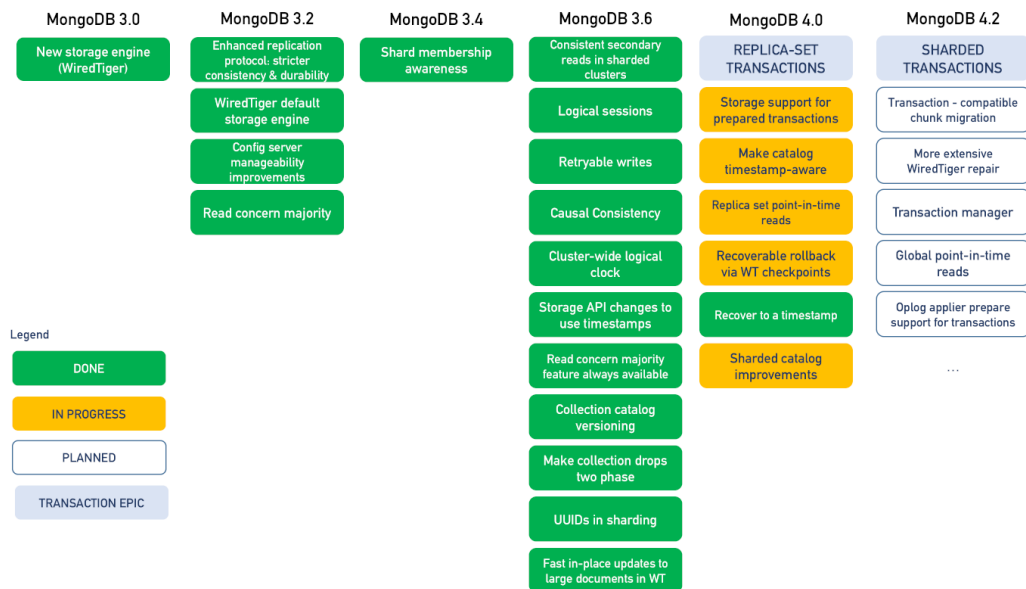 MongoDB 3.0
New storage engine
(WiredTiger)
MongoDB 3.2
Enhanced replication
protocol: stricter
consistency & durability
WiredTiger default
storage engine
Config server
manageability
improvements
Read concern majority
MongoDB 3.4
Shard membership
awareness
MongoDB 3.6
Consistent secondary
reads in sharded
clusters
Logical sessions
Retryable writes
Causal Consistency
Cluster-wide logical
clock
Storage API changes to
use timestamps
Read concern majority
feature always available
Collection catalog
versioning
Make collection drops
two phase
UUIDs in sharding
Fast in-place updates to
large documents in WT
MongoDB 4.0
REPLICA-SET
TRANSACTIONS
Storage support for
prepared transactions
Make catalog
timestamp-aware
Replica set point-in-time
reads
Recoverable rollback
via WT checkpoints
Recover to a timestamp
Sharded catalog
improvements
MongoDB 4.2
SHARDED
TRANSACTIONS
Transaction - compatible
chunk migration
More extensive
WiredTiger repair
Transaction manager
Global point-in-time
reads
Oplog applier prepare
support for transactions
...
Legend
DONE
IN PROGRESS
PLANNED
TRANSACTION EPIC